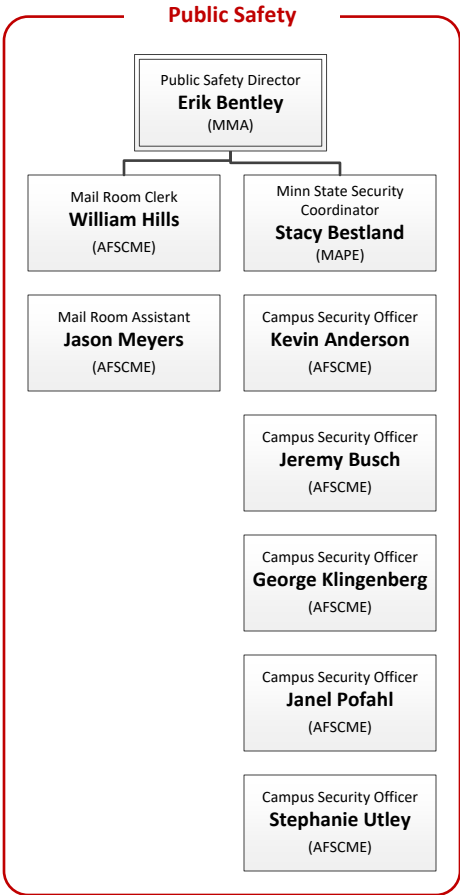 Public Safety
Public Safety Director
Erik Bentley
(MMA)
Mail Room Clerk
William Hills
(AFSCME)
Minn State Security
Coordinator
Stacy Bestland
(MAPE)
Mail Room Assistant
Jason Meyers
(AFSCME)
Campus Security Officer
Kevin Anderson
(AFSCME)
Campus Security Officer
Jeremy Busch
(AFSCME)
Campus Security Officer
George Klingenberg
(AFSCME)
Campus Security Officer
Janel Pofahl
(AFSCME)
Campus Security Officer
Stephanie Utley
(AFSCME)